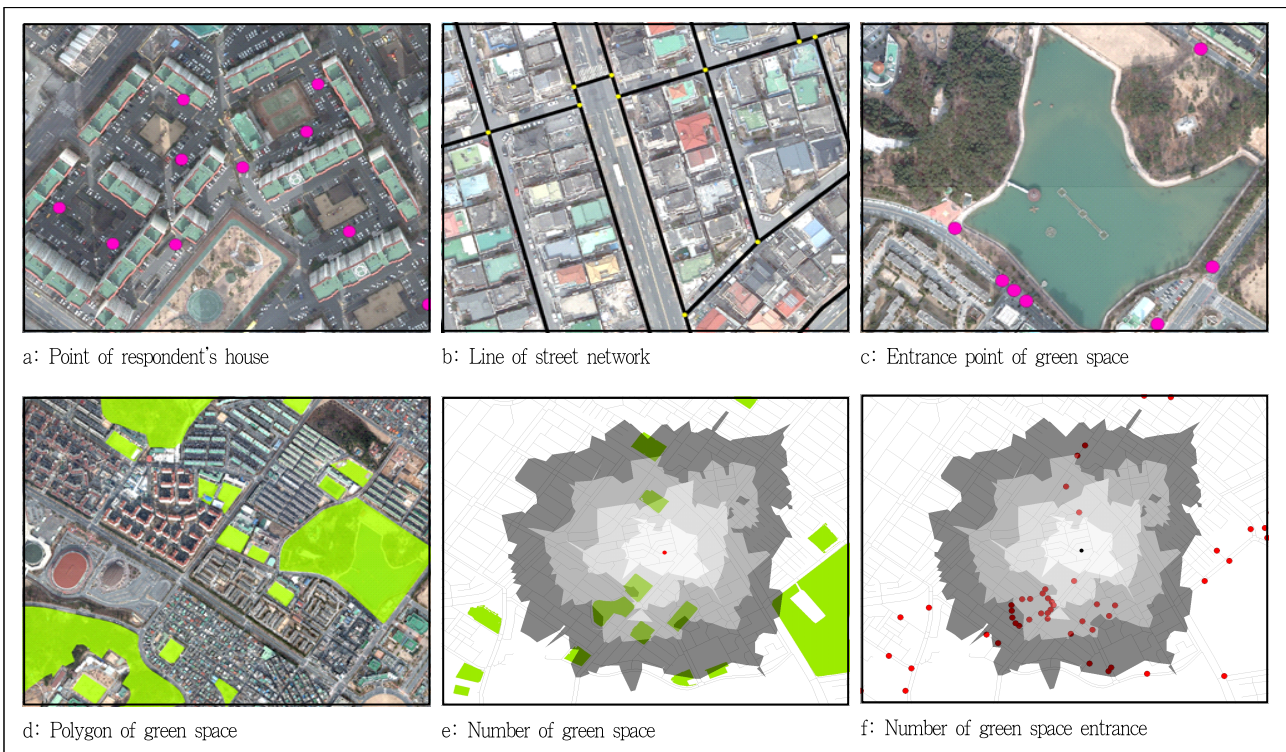 a: Point of respondent's house
b: Line of street network
c: Entrance point of green space
d: Polygon of green space
e: Number of green space
f: Number of green space entrance